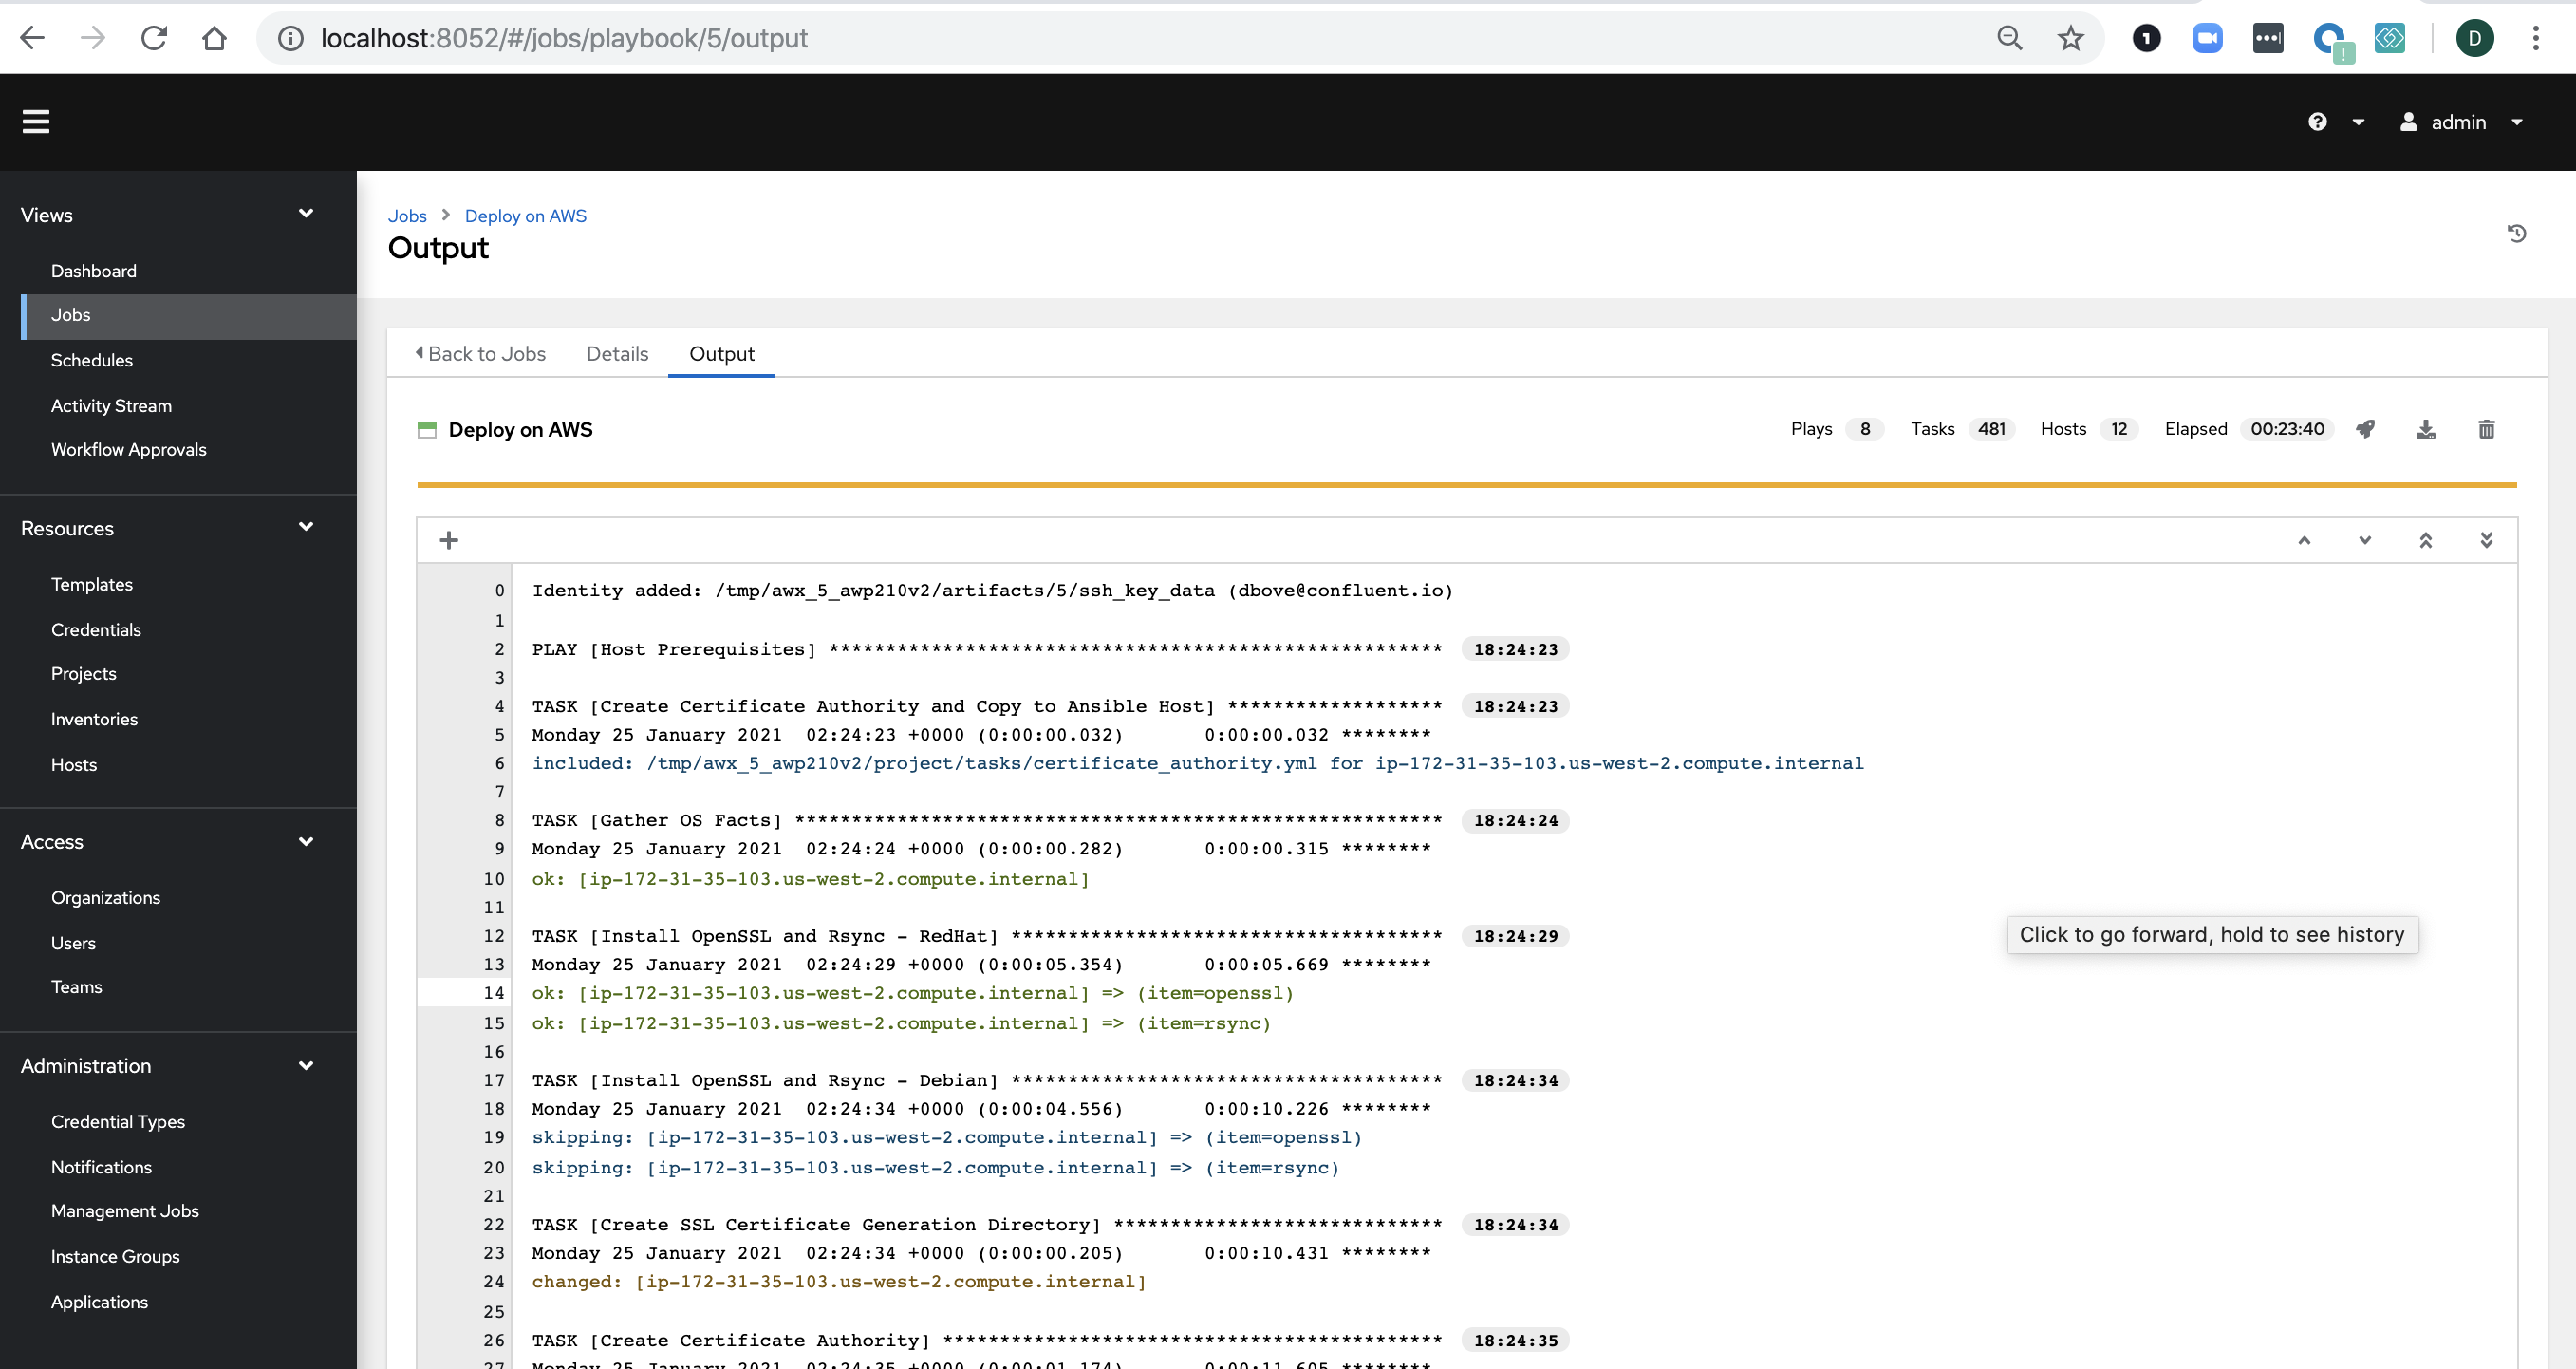 localhost:8052/#/jobs/playbook/5/output
1
D
admin
Views
Dashboard
Jobs
Schedules
Activity Stream
Workflow Approvals
Resources
Templates
Credentials
Projects
Inventories
Hosts
Access
Organizations
Users
Teams
Administration
Credential Types
Notifications
Management Jobs
Instance Groups
Applications
Jobs > Deploy on AWS
Output
Back to Jobs Details Output
Deploy on AWS Plays 8 Tasks 481 Hosts 12 Elapsed 00:23:40
0 Identity added: /tmp/awx_5_awp210v2/artifacts/5/ssh_key_data (dbove@confluent.io)
1
2 PLAY [Host Prerequisites] ****************************************************** 18:24:23
3
4 TASK [Create Certificate Authority and Copy to Ansible Host] ******************* 18:24:23
5 Monday 25 January 2021  02:24:23 +0000 (0:00:00.032)       0:00:00.032 ********
6 included: /tmp/awx_5_awp210v2/project/tasks/certificate_authority.yml for ip-172-31-35-103.us-west-2.compute.internal
7
8 TASK [Gather OS Facts] ********************************************************* 18:24:24
9 Monday 25 January 2021  02:24:24 +0000 (0:00:00.282)       0:00:00.315 ********
10 ok: [ip-172-31-35-103.us-west-2.compute.internal]
11
12 TASK [Install OpenSSL and Rsync - RedHat] ************************************** 18:24:29
13 Monday 25 January 2021  02:24:29 +0000 (0:00:05.354)       0:00:05.669 ********
14 ok: [ip-172-31-35-103.us-west-2.compute.internal] => (item=openssl)
15 ok: [ip-172-31-35-103.us-west-2.compute.internal] => (item=rsync)
16
17 TASK [Install OpenSSL and Rsync - Debian] ************************************** 18:24:34
18 Monday 25 January 2021  02:24:34 +0000 (0:00:04.556)       0:00:10.226 ********
19 skipping: [ip-172-31-35-103.us-west-2.compute.internal] => (item=openssl)
20 skipping: [ip-172-31-35-103.us-west-2.compute.internal] => (item=rsync)
21
22 TASK [Create SSL Certificate Generation Directory] ***************************** 18:24:34
23 Monday 25 January 2021  02:24:34 +0000 (0:00:00.205)       0:00:10.431 ********
24 changed: [ip-172-31-35-103.us-west-2.compute.internal]
25
26 TASK [Create Certificate Authority] ******************************************** 18:24:35
27 Monday 25 January 2021  02:24:35 +0000 (0:00:01.174)       0:00:11.605 ********
Click to go forward, hold to see history